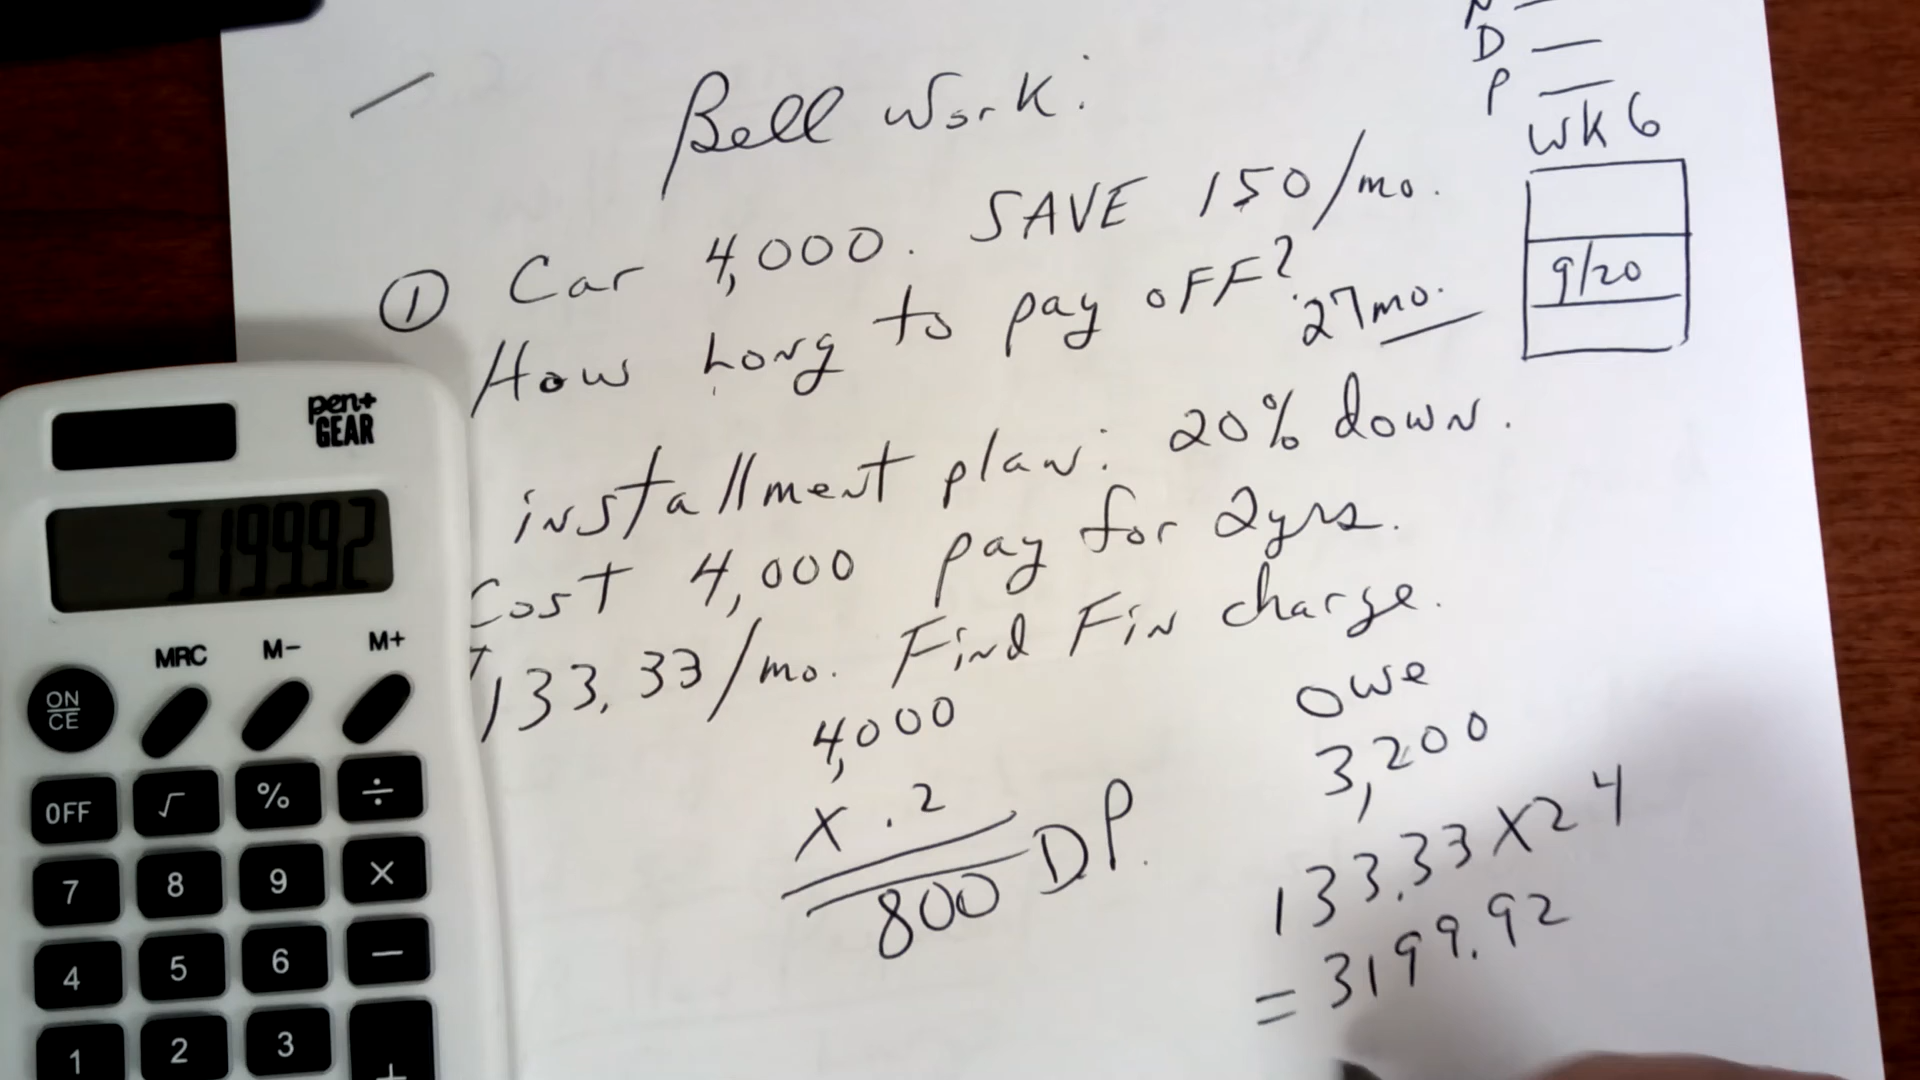 N
D
P
WK 6
9/20
Bell Work:
① Car 4,000. SAVE 150/mo.
How Long to pay off?
27 mo.
installment plan: 20% down.
Cost 4,000 pay for 2yrs.
133.33/mo. Find Fin charge.
4,000
X .2
800 DP.
owe
3,200
133.33 X 24
= 3199.92
pen+
GEAR
319992
MRC M- M+
ON
CE
OFF √ % ÷
7 8 9 ×
4 5 6 −
1 2 3 +